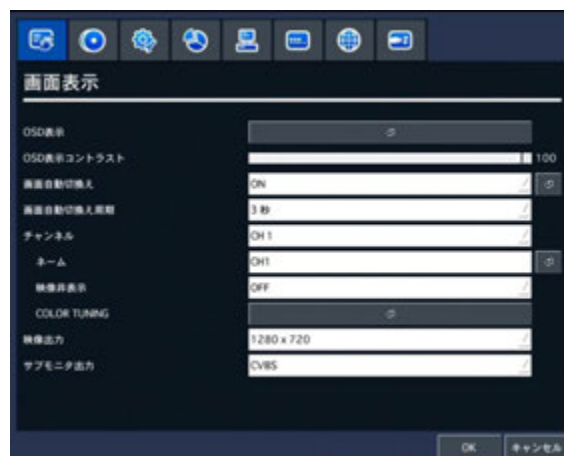 画面表示
OSD表示
OSD表示コントラスト 100
画面自動切換え ON
画面自動切換え周期 3 秒
チャンネル CH 1
ネーム CH1
映像非表示 OFF
COLOR TUNING
映像出力 1280 x 720
サブモニタ出力 CVBS
OK キャンセル